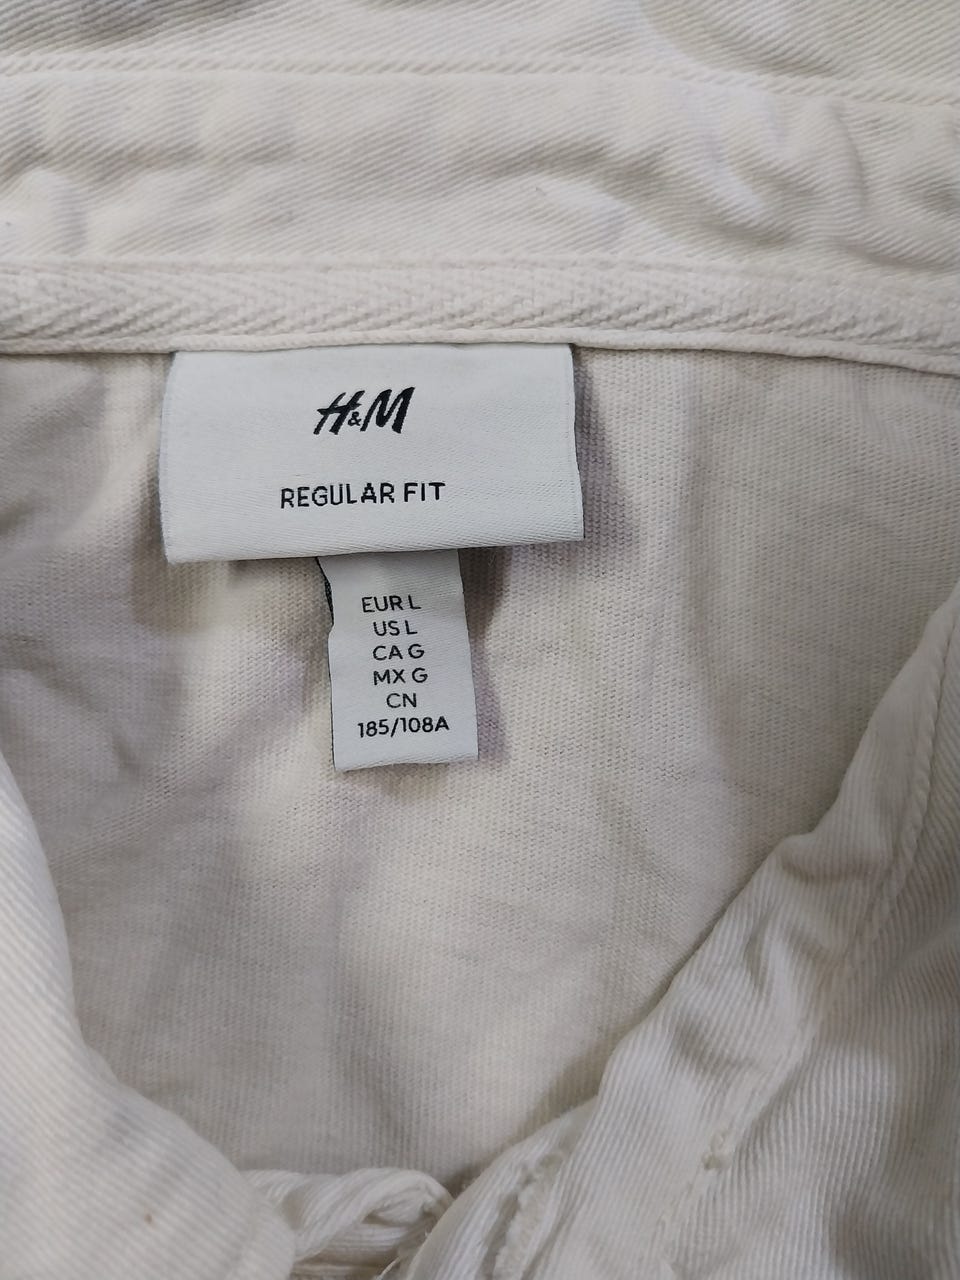 H&M
REGULAR FIT
EUR L
US L
CA G
MX G
CN
185/108A